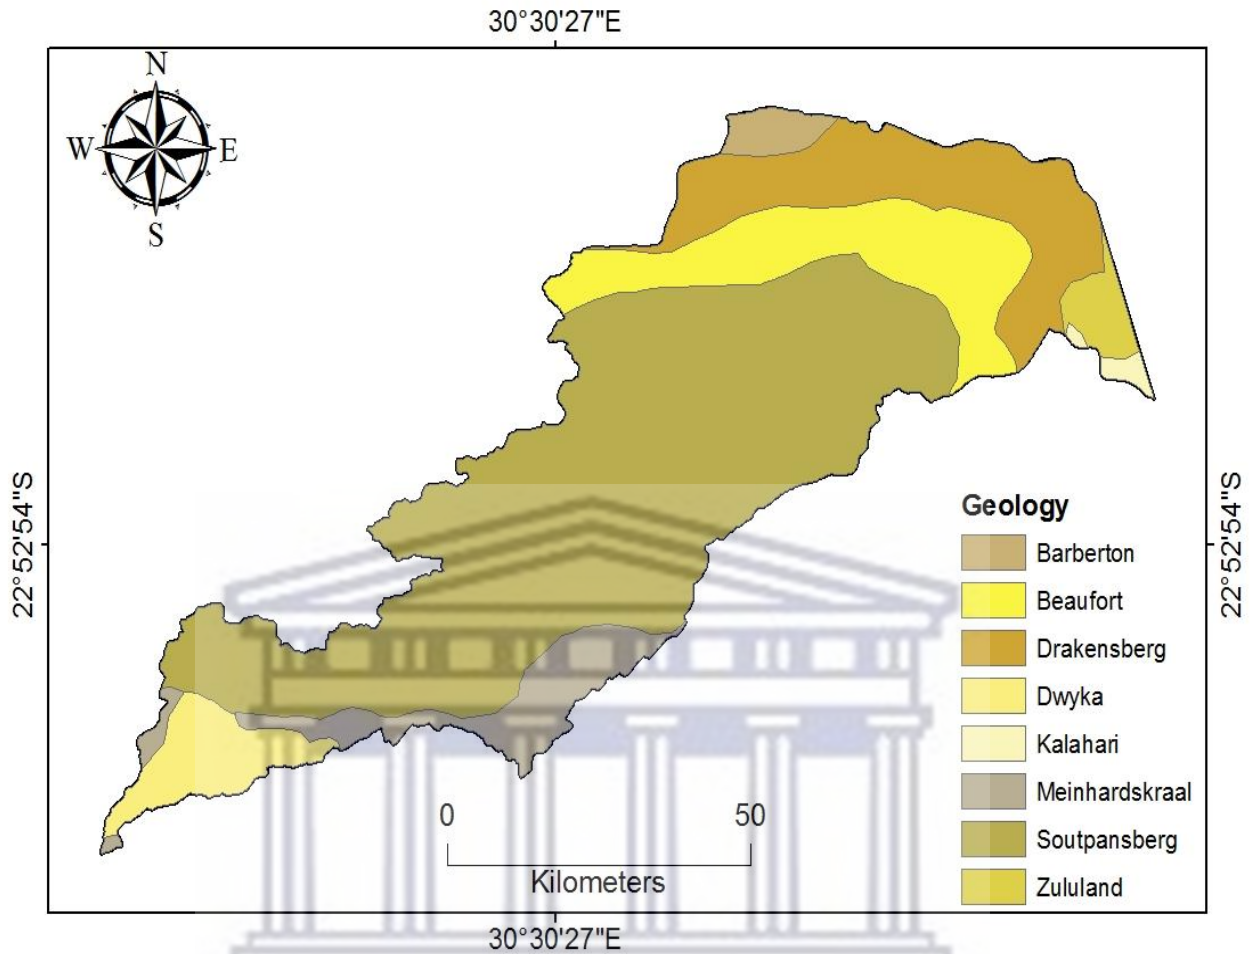 30°30'27"E
N
W E
S
22°52'54"S
22°52'54"S
Geology
Barberton
Beaufort
Drakensberg
Dwyka
Kalahari
Meinhardskraal
Soutpansberg
Zululand
0 50
Kilometers
30°30'27"E